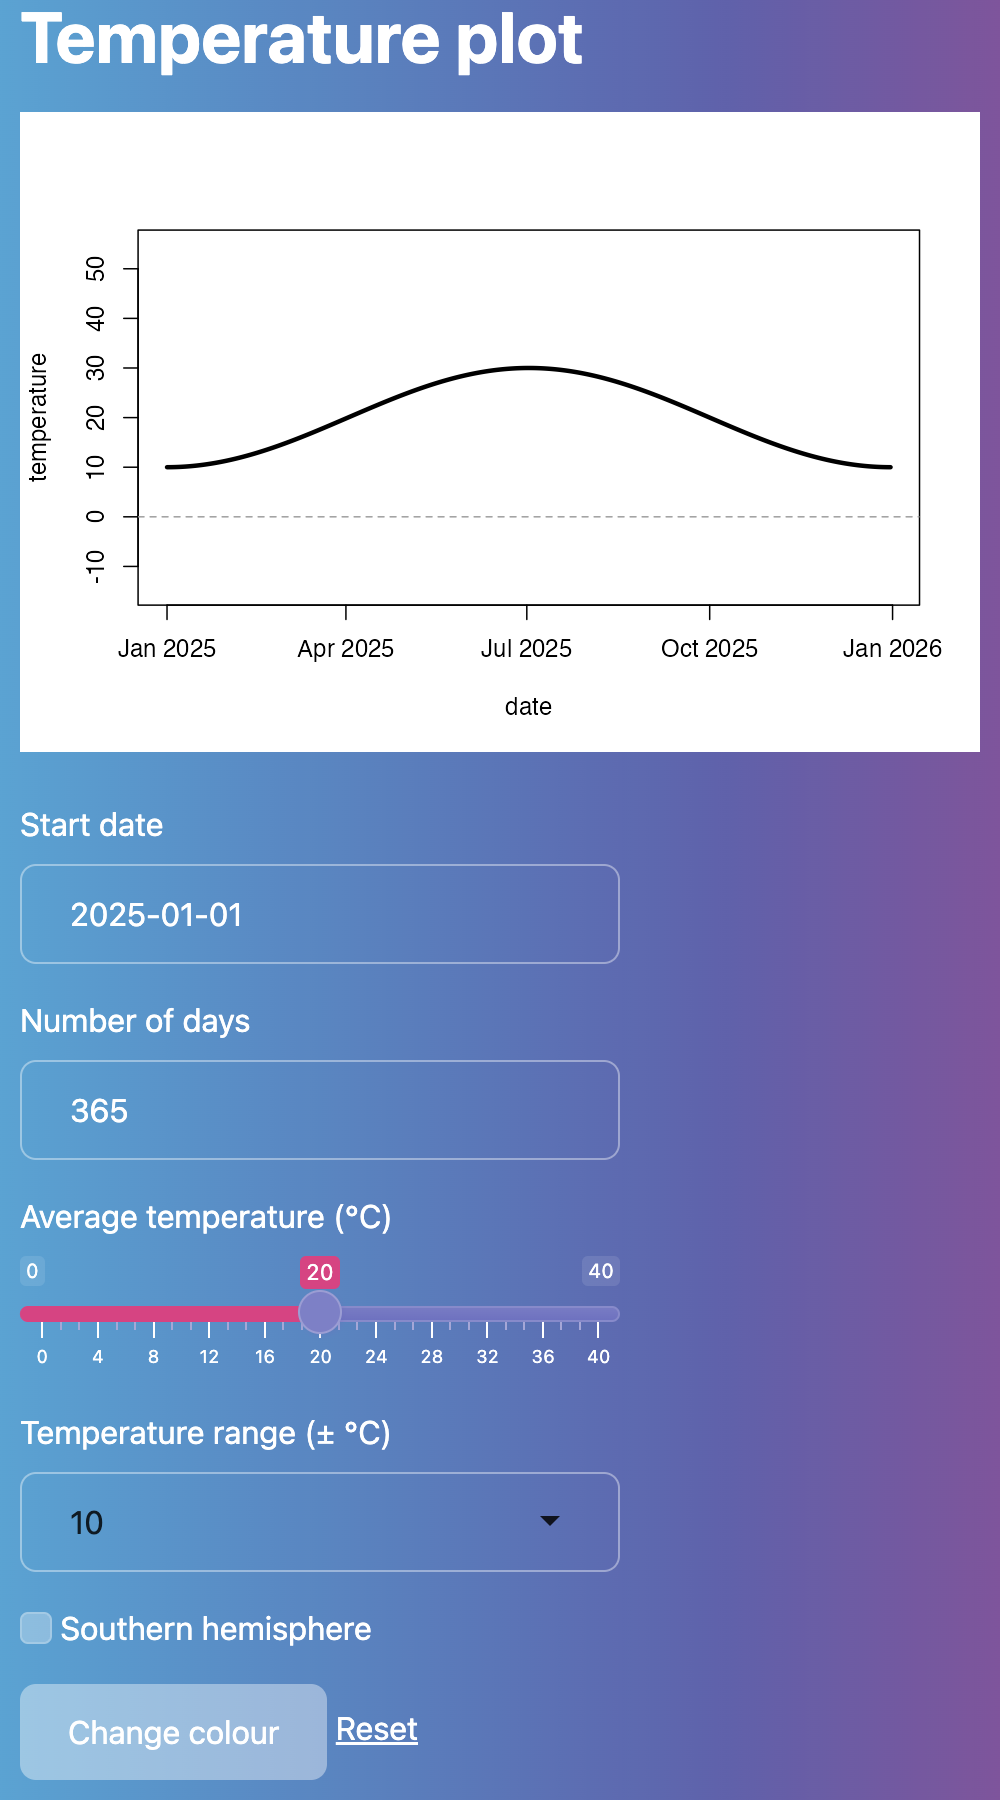 Temperature plot
50
40
30
20
10
0
-10
temperature
Jan 2025 Apr 2025 Jul 2025 Oct 2025 Jan 2026
date
Start date
2025-01-01
Number of days
365
Average temperature (°C)
0 20 40
0 4 8 12 16 20 24 28 32 36 40
Temperature range (± °C)
10
Southern hemisphere
Change colour Reset